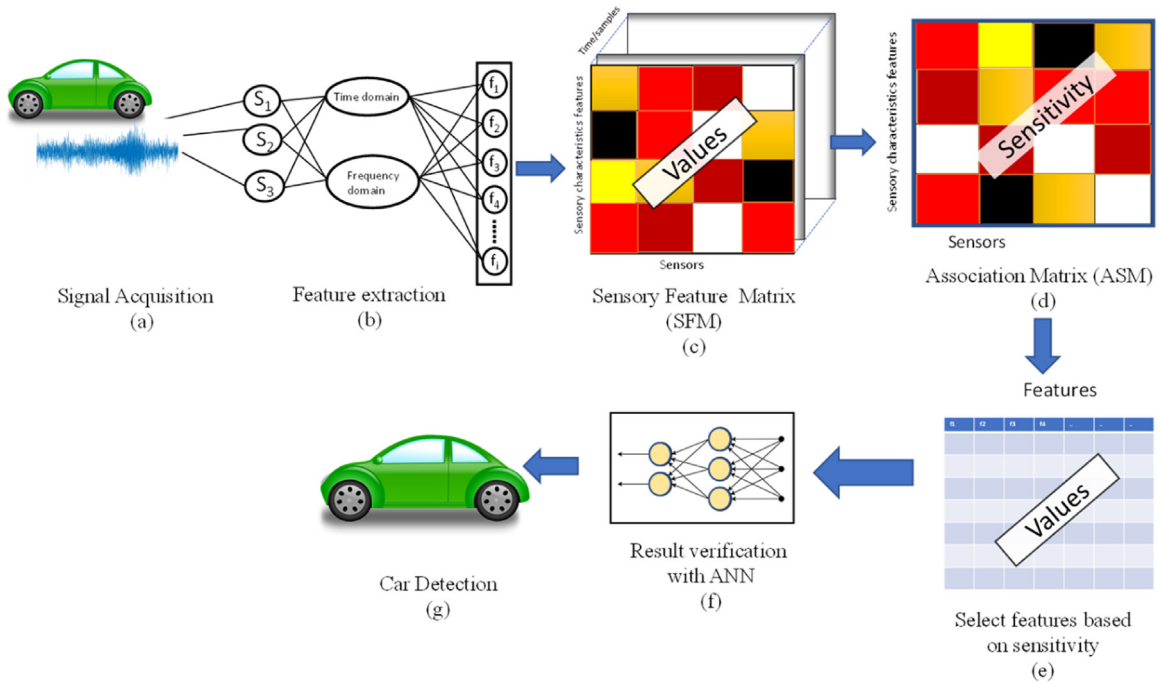 S1
S2
S3
Time domain
Frequency
domain
f1
f2
f3
f4
fi
Signal Acquisition
(a)
Feature extraction
(b)
Time/samples
Sensory characteristics features
Values
Sensors
Sensory Feature Matrix
(SFM)
(c)
Sensory characteristics features
Sensitivity
Sensors
Association Matrix (ASM)
(d)
Features
f1 f2 f3 f4 .. .. ..
Values
Select features based
on sensitivity
(e)
Result verification
with ANN
(f)
Car Detection
(g)